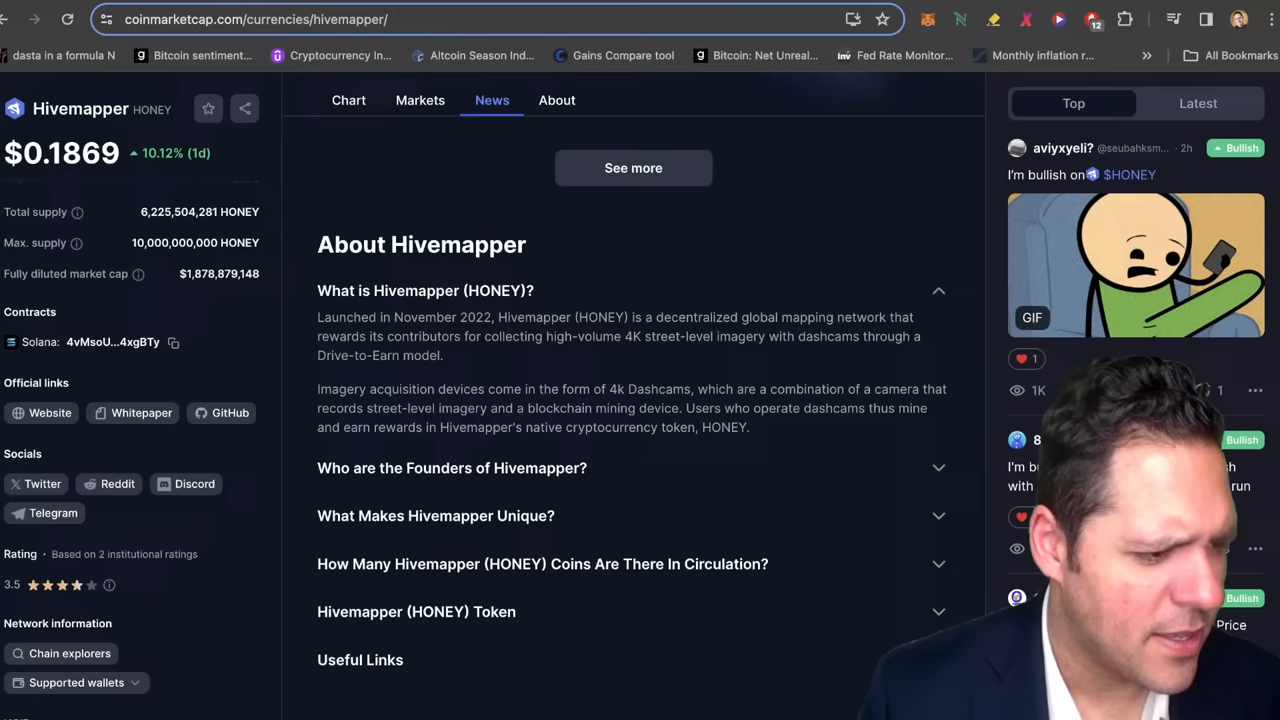 coinmarketcap.com/currencies/hivemapper/
12
dasta in a formula N
Bitcoin sentiment...
Cryptocurrency In...
Altcoin Season Ind...
Gains Compare tool
Bitcoin: Net Unreal...
Fed Rate Monitor...
Monthly inflation r...
All Bookmarks
Hivemapper HONEY
$0.1869 10.12% (1d)
Total supply 6,225,504,281 HONEY
Max. supply 10,000,000,000 HONEY
Fully diluted market cap $1,878,879,148
Contracts
Solana: 4vMsoU...4xgBTy
Official links
Website Whitepaper GitHub
Socials
Twitter Reddit Discord
Telegram
Rating · Based on 2 institutional ratings
3.5
Network information
Chain explorers
Supported wallets
Chart Markets News About
See more
About Hivemapper
What is Hivemapper (HONEY)?
Launched in November 2022, Hivemapper (HONEY) is a decentralized global mapping network that
rewards its contributors for collecting high-volume 4K street-level imagery with dashcams through a
Drive-to-Earn model.
Imagery acquisition devices come in the form of 4k Dashcams, which are a combination of a camera that
records street-level imagery and a blockchain mining device. Users who operate dashcams thus mine
and earn rewards in Hivemapper's native cryptocurrency token, HONEY.
Who are the Founders of Hivemapper?
What Makes Hivemapper Unique?
How Many Hivemapper (HONEY) Coins Are There In Circulation?
Hivemapper (HONEY) Token
Useful Links
Top Latest
aviyxyeli? @seubahksm... · 2h Bullish
I'm bullish on $HONEY
GIF
1
1K 1
8 Bullish
I'm bu
with run
Bullish
Price